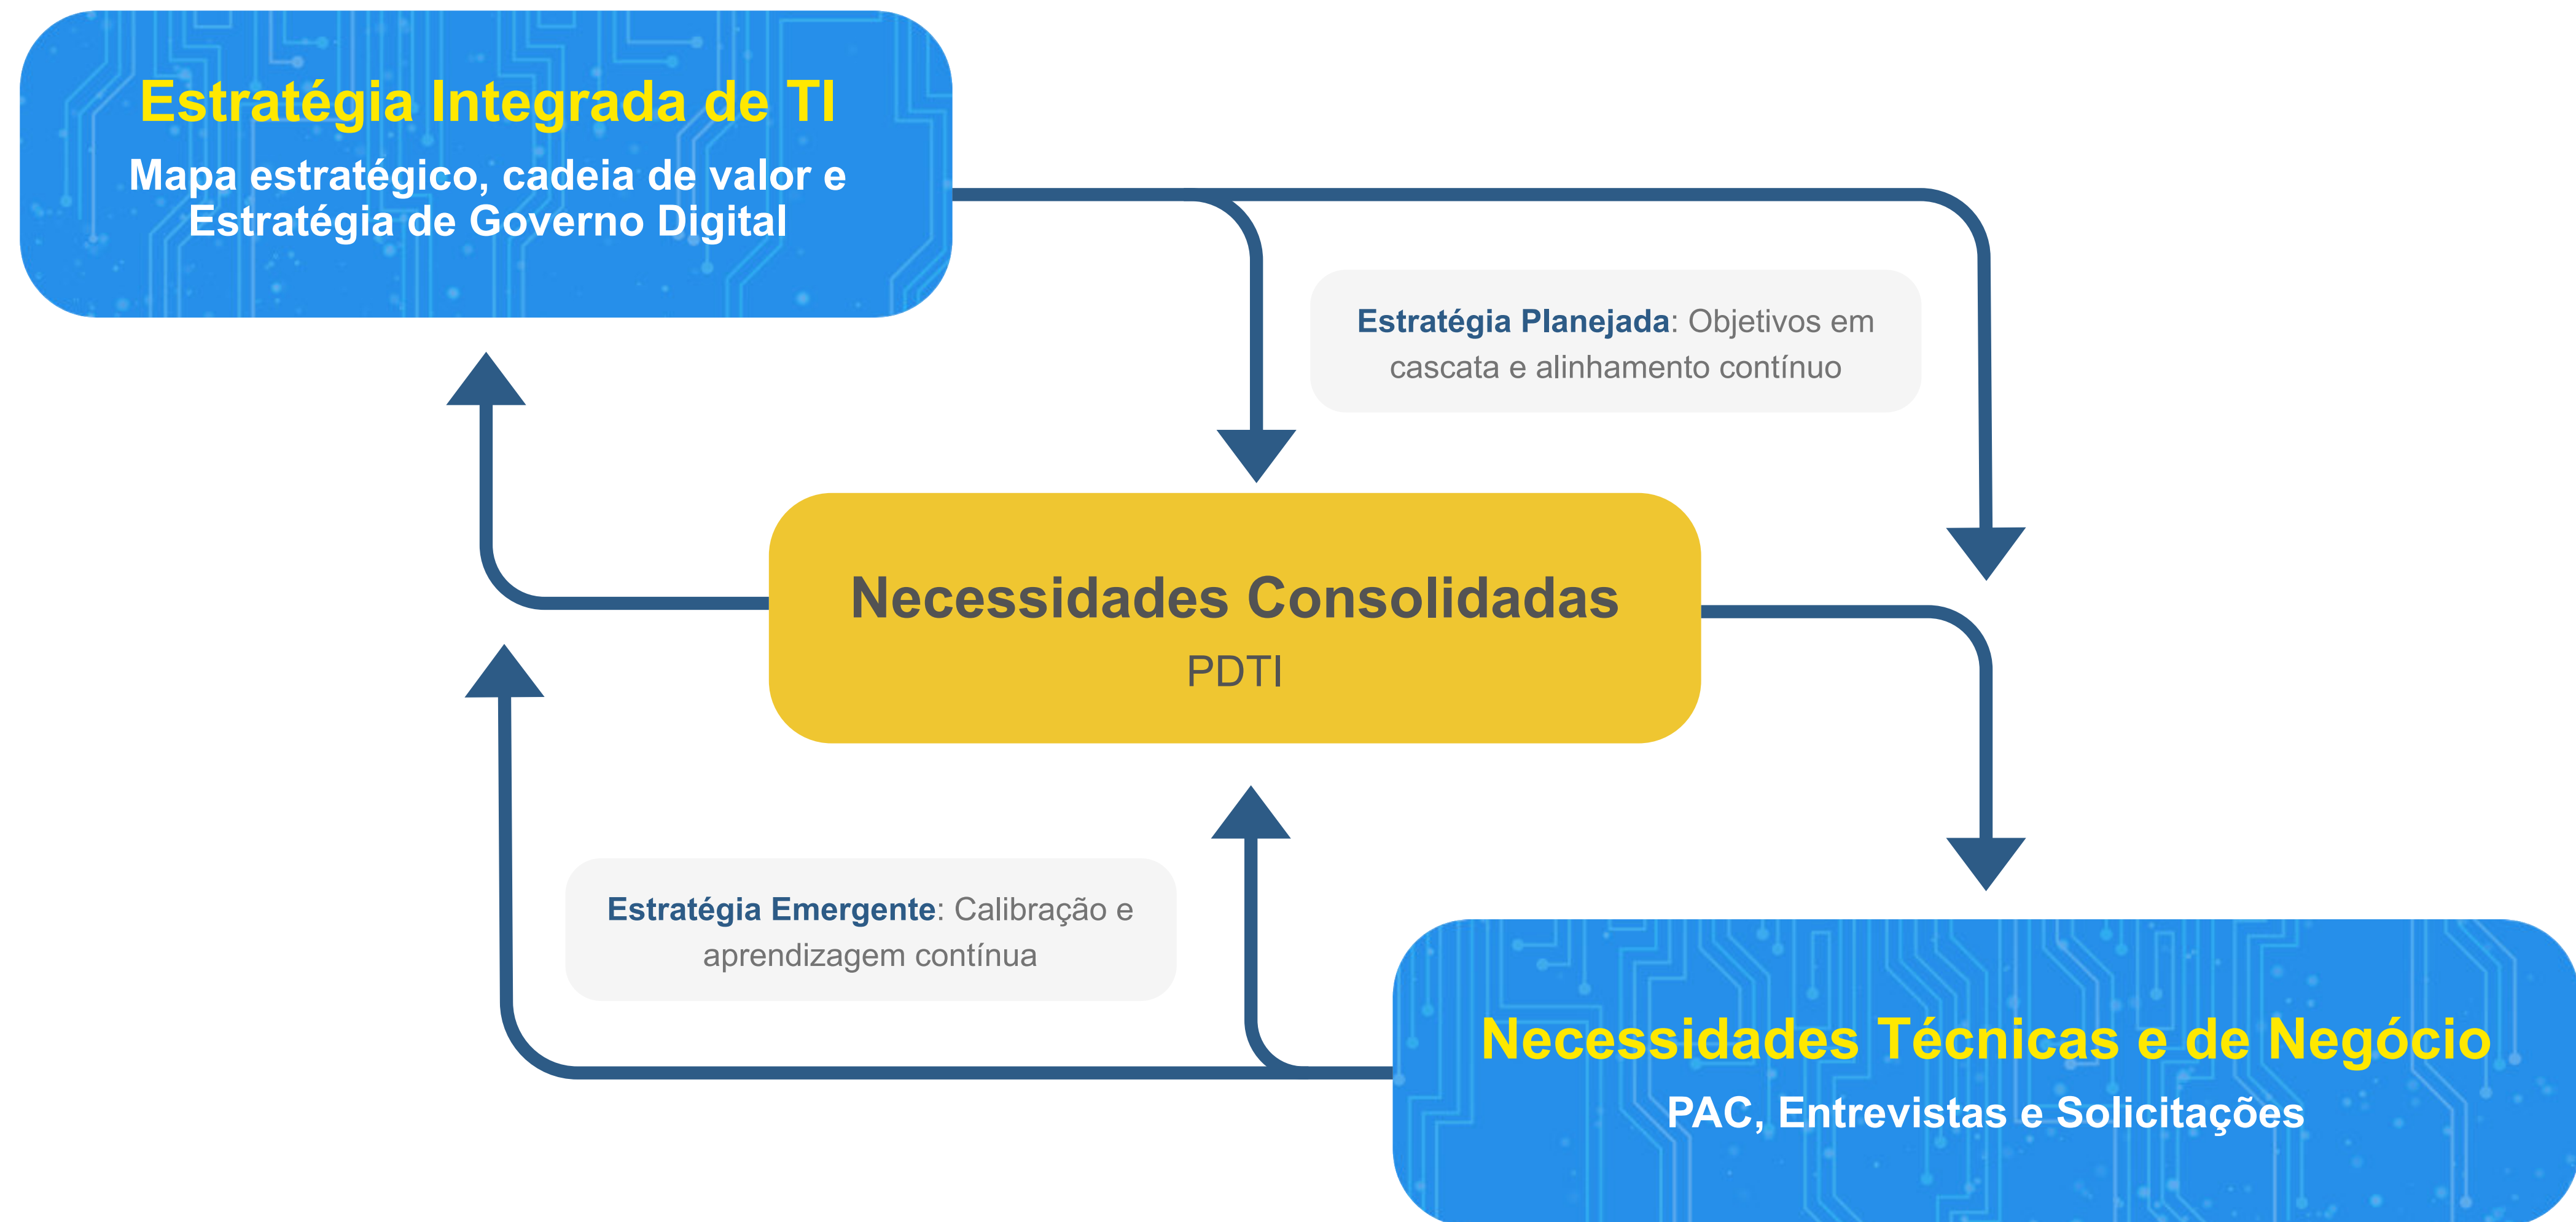 Estratégia Integrada de TI
Mapa estratégico, cadeia de valor e
Estratégia de Governo Digital
Estratégia Planejada: Objetivos em
cascata e alinhamento contínuo
Necessidades Consolidadas
PDTI
Estratégia Emergente: Calibração e
aprendizagem contínua
Necessidades Técnicas e de Negócio
PAC, Entrevistas e Solicitações